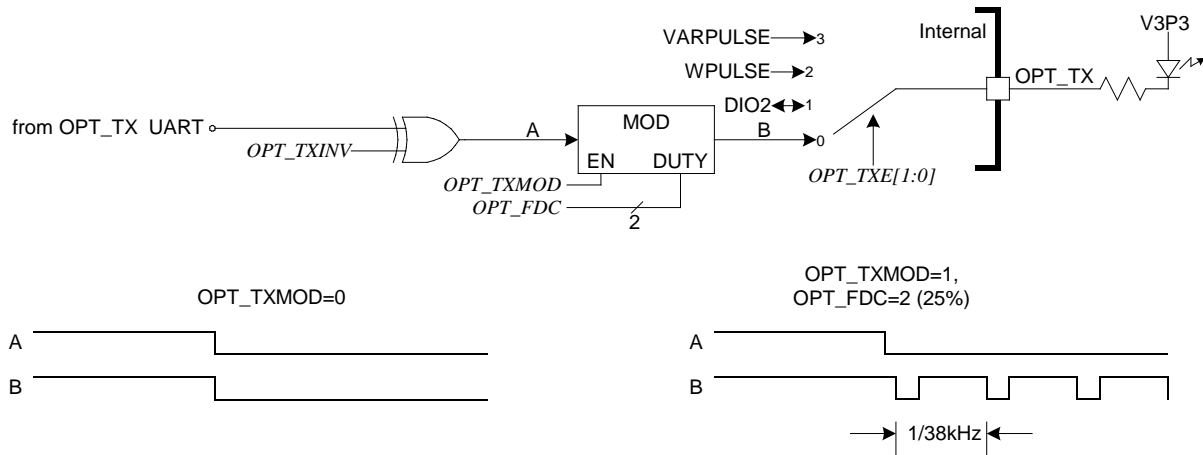 V3P3
Internal
VARPULSE 3
WPULSE 2
OPT_TX
DIO2 1
from OPT_TX UART
A
MOD
B
0
OPT_TXINV
EN DUTY
OPT_TXMOD
OPT_TXE[1:0]
OPT_FDC
2
OPT_TXMOD=0
OPT_TXMOD=1,
OPT_FDC=2 (25%)
A
B
A
B
1/38kHz